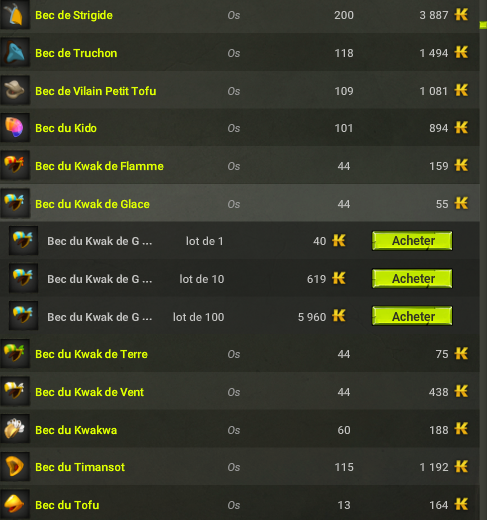 Bec de Strigide Os 200 3 887
Bec de Truchon Os 118 1 494
Bec de Vilain Petit Tofu Os 109 1 081
Bec du Kido Os 101 894
Bec du Kwak de Flamme Os 44 159
Bec du Kwak de Glace Os 44 55
Bec du Kwak de G ... lot de 1 40 Acheter
Bec du Kwak de G ... lot de 10 619 Acheter
Bec du Kwak de G ... lot de 100 5 960 Acheter
Bec du Kwak de Terre Os 44 75
Bec du Kwak de Vent Os 44 438
Bec du Kwakwa Os 60 188
Bec du Timansot Os 115 1 192
Bec du Tofu Os 13 164